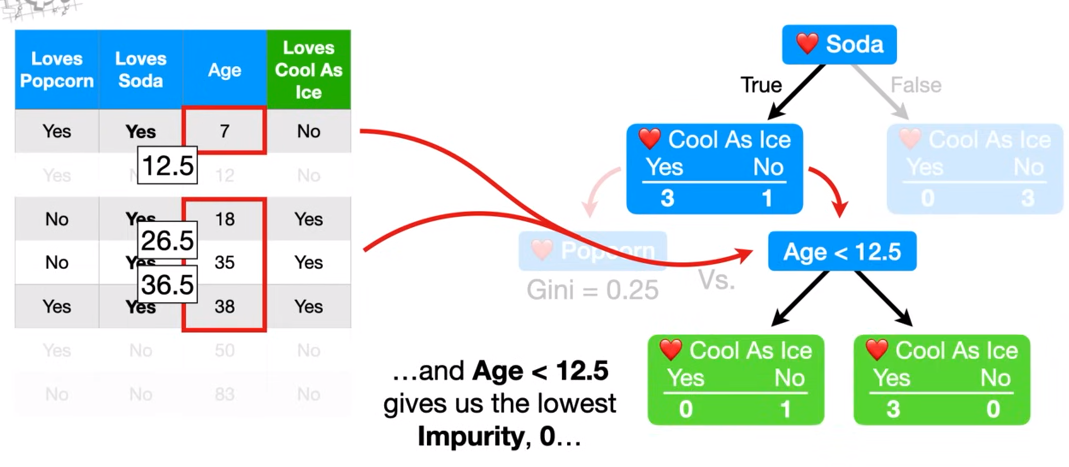 Loves Popcorn Loves Soda Age Loves Cool As Ice
Yes Yes 7 No
12.5
Yes N 12 No
No Yes 18 Yes
26.5
No Yes 35 Yes
36.5
Yes Yes 38 Yes
Yes No 50 No
No No 83 No
❤️ Soda
True False
❤️ Cool As Ice
Yes No
3 1
❤️ Cool As Ice
Yes No
0 3
❤️ Popcorn
Gini = 0.25
Vs.
Age < 12.5
❤️ Cool As Ice
Yes No
0 1
❤️ Cool As Ice
Yes No
3 0
...and Age < 12.5
gives us the lowest
Impurity, 0...